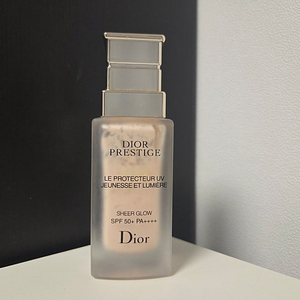 DIOR
PRESTIGE
LE PROTECTEUR UV
JEUNESSE ET LUMIÈRE
SHEER GLOW
SPF 50+ PA++++
Dior